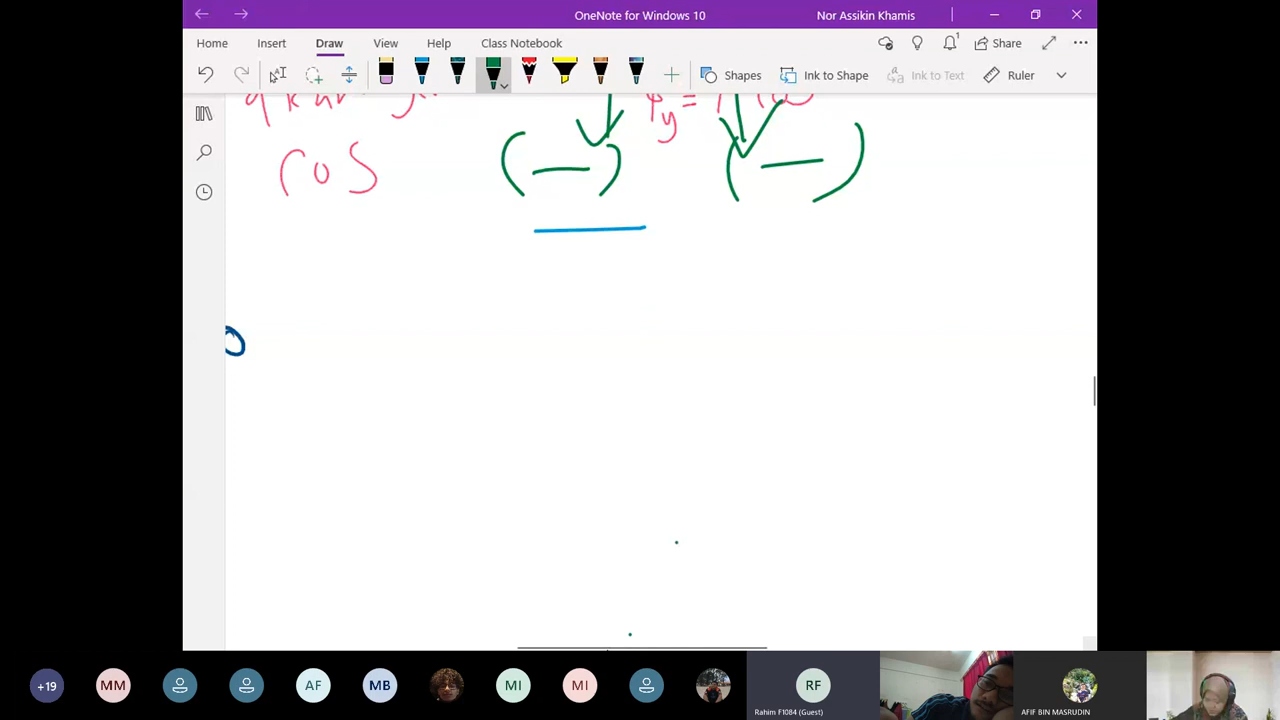 OneNote for Windows 10
Nor Assikin Khamis
Home Insert Draw View Help Class Notebook
Share
Shapes Ink to Shape Ink to Text Ruler
y =
cos
(—) (—)
+19 MM AF MB MI MI RF
Rahim F1084 (Guest)
AFIF BIN MASRUDIN